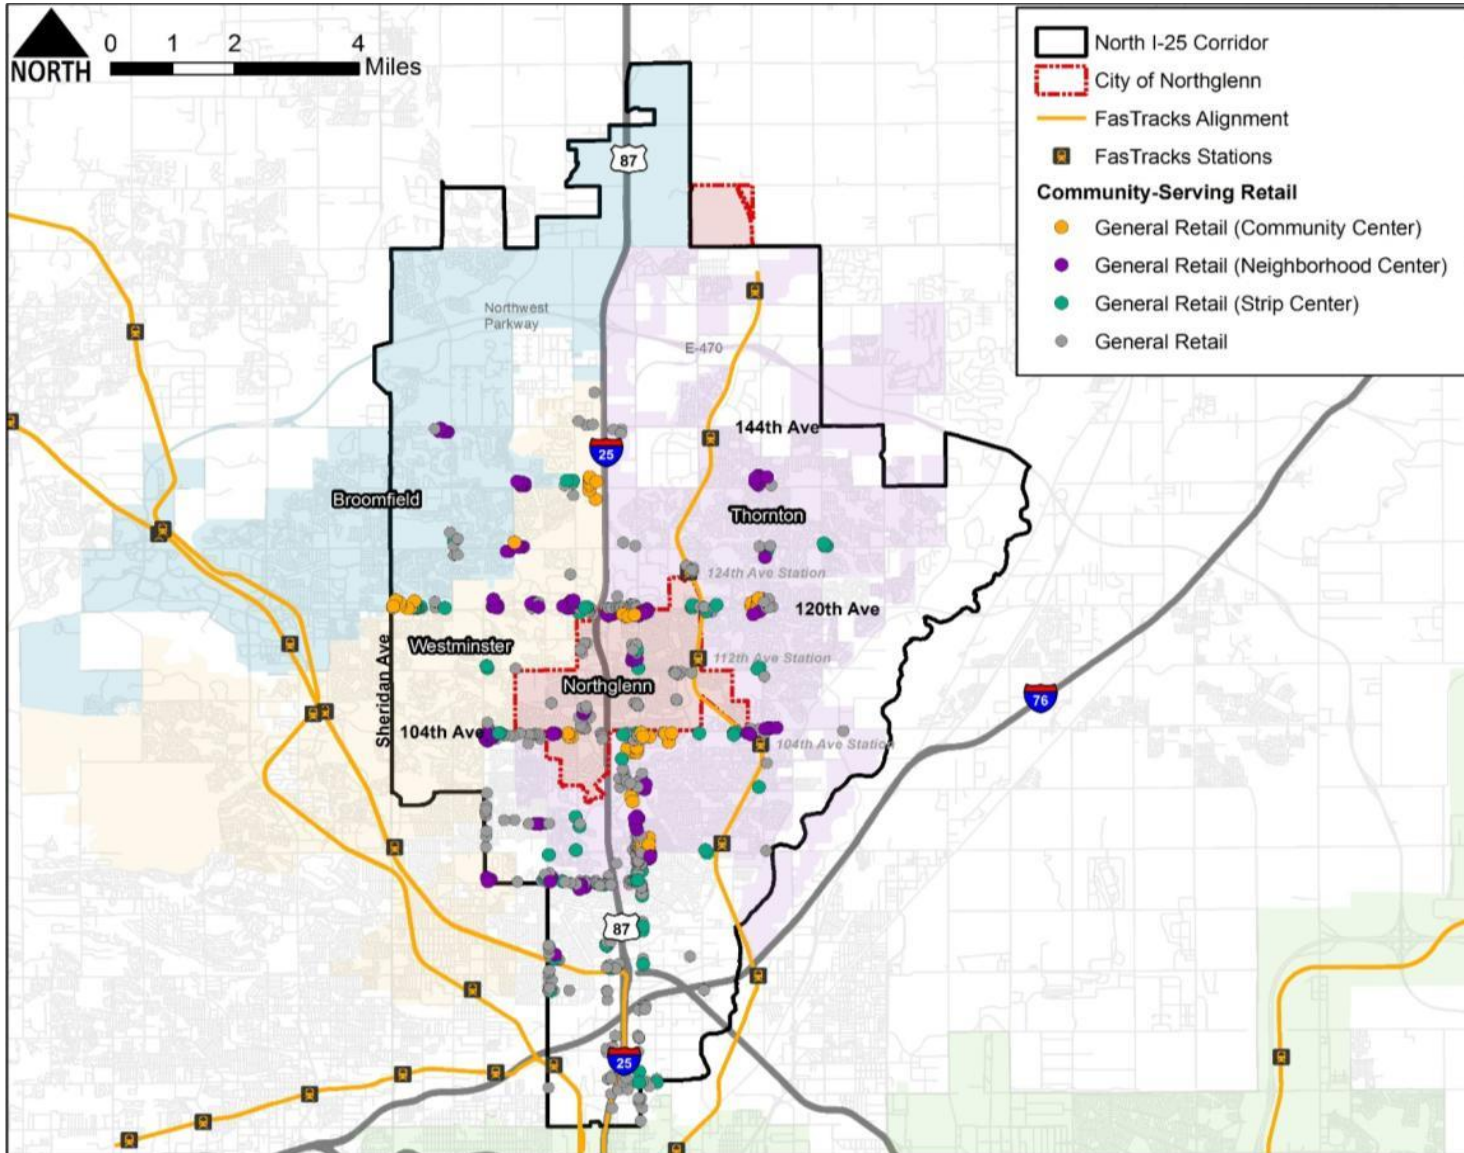 0 1 2 4
Miles
NORTH
North I-25 Corridor
City of Northglenn
FasTracks Alignment
FasTracks Stations
Community-Serving Retail
General Retail (Community Center)
General Retail (Neighborhood Center)
General Retail (Strip Center)
General Retail
87
Northwest
Parkway
E-470
144th Ave
25
Broomfield
Thornton
124th Ave Station
120th Ave
Westminster
112th Ave Station
Northglenn
Sheridan Ave
76
104th Ave
104th Ave Station
87
25